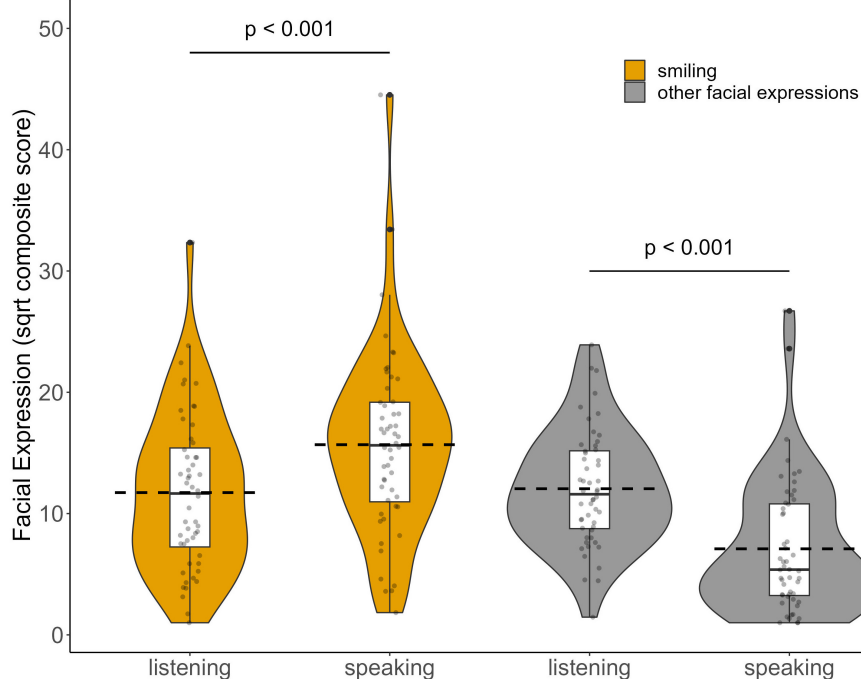 50
p < 0.001
smiling
other facial expressions
40
p < 0.001
30
20
10
0
Facial Expression (sqrt composite score)
listening
speaking
listening
speaking